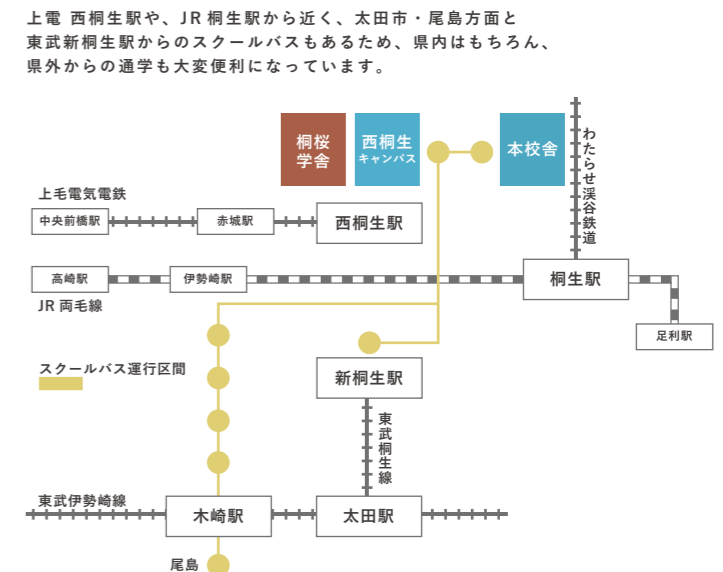 上電 西桐生駅や、JR 桐生駅から近く、太田市・尾島方面と
東武新桐生駅からのスクールバスもあるため、県内はもちろん、
県外からの通学も大変便利になっています。
桐桜
学舎
西桐生
キャンパス
本校舎
わたらせ渓谷鉄道
上毛電気電鉄
中央前橋駅
赤城駅
西桐生駅
高崎駅
伊勢崎駅
桐生駅
JR 両毛線
足利駅
スクールバス運行区間
新桐生駅
東武桐生線
東武伊勢崎線
木崎駅
太田駅
尾島